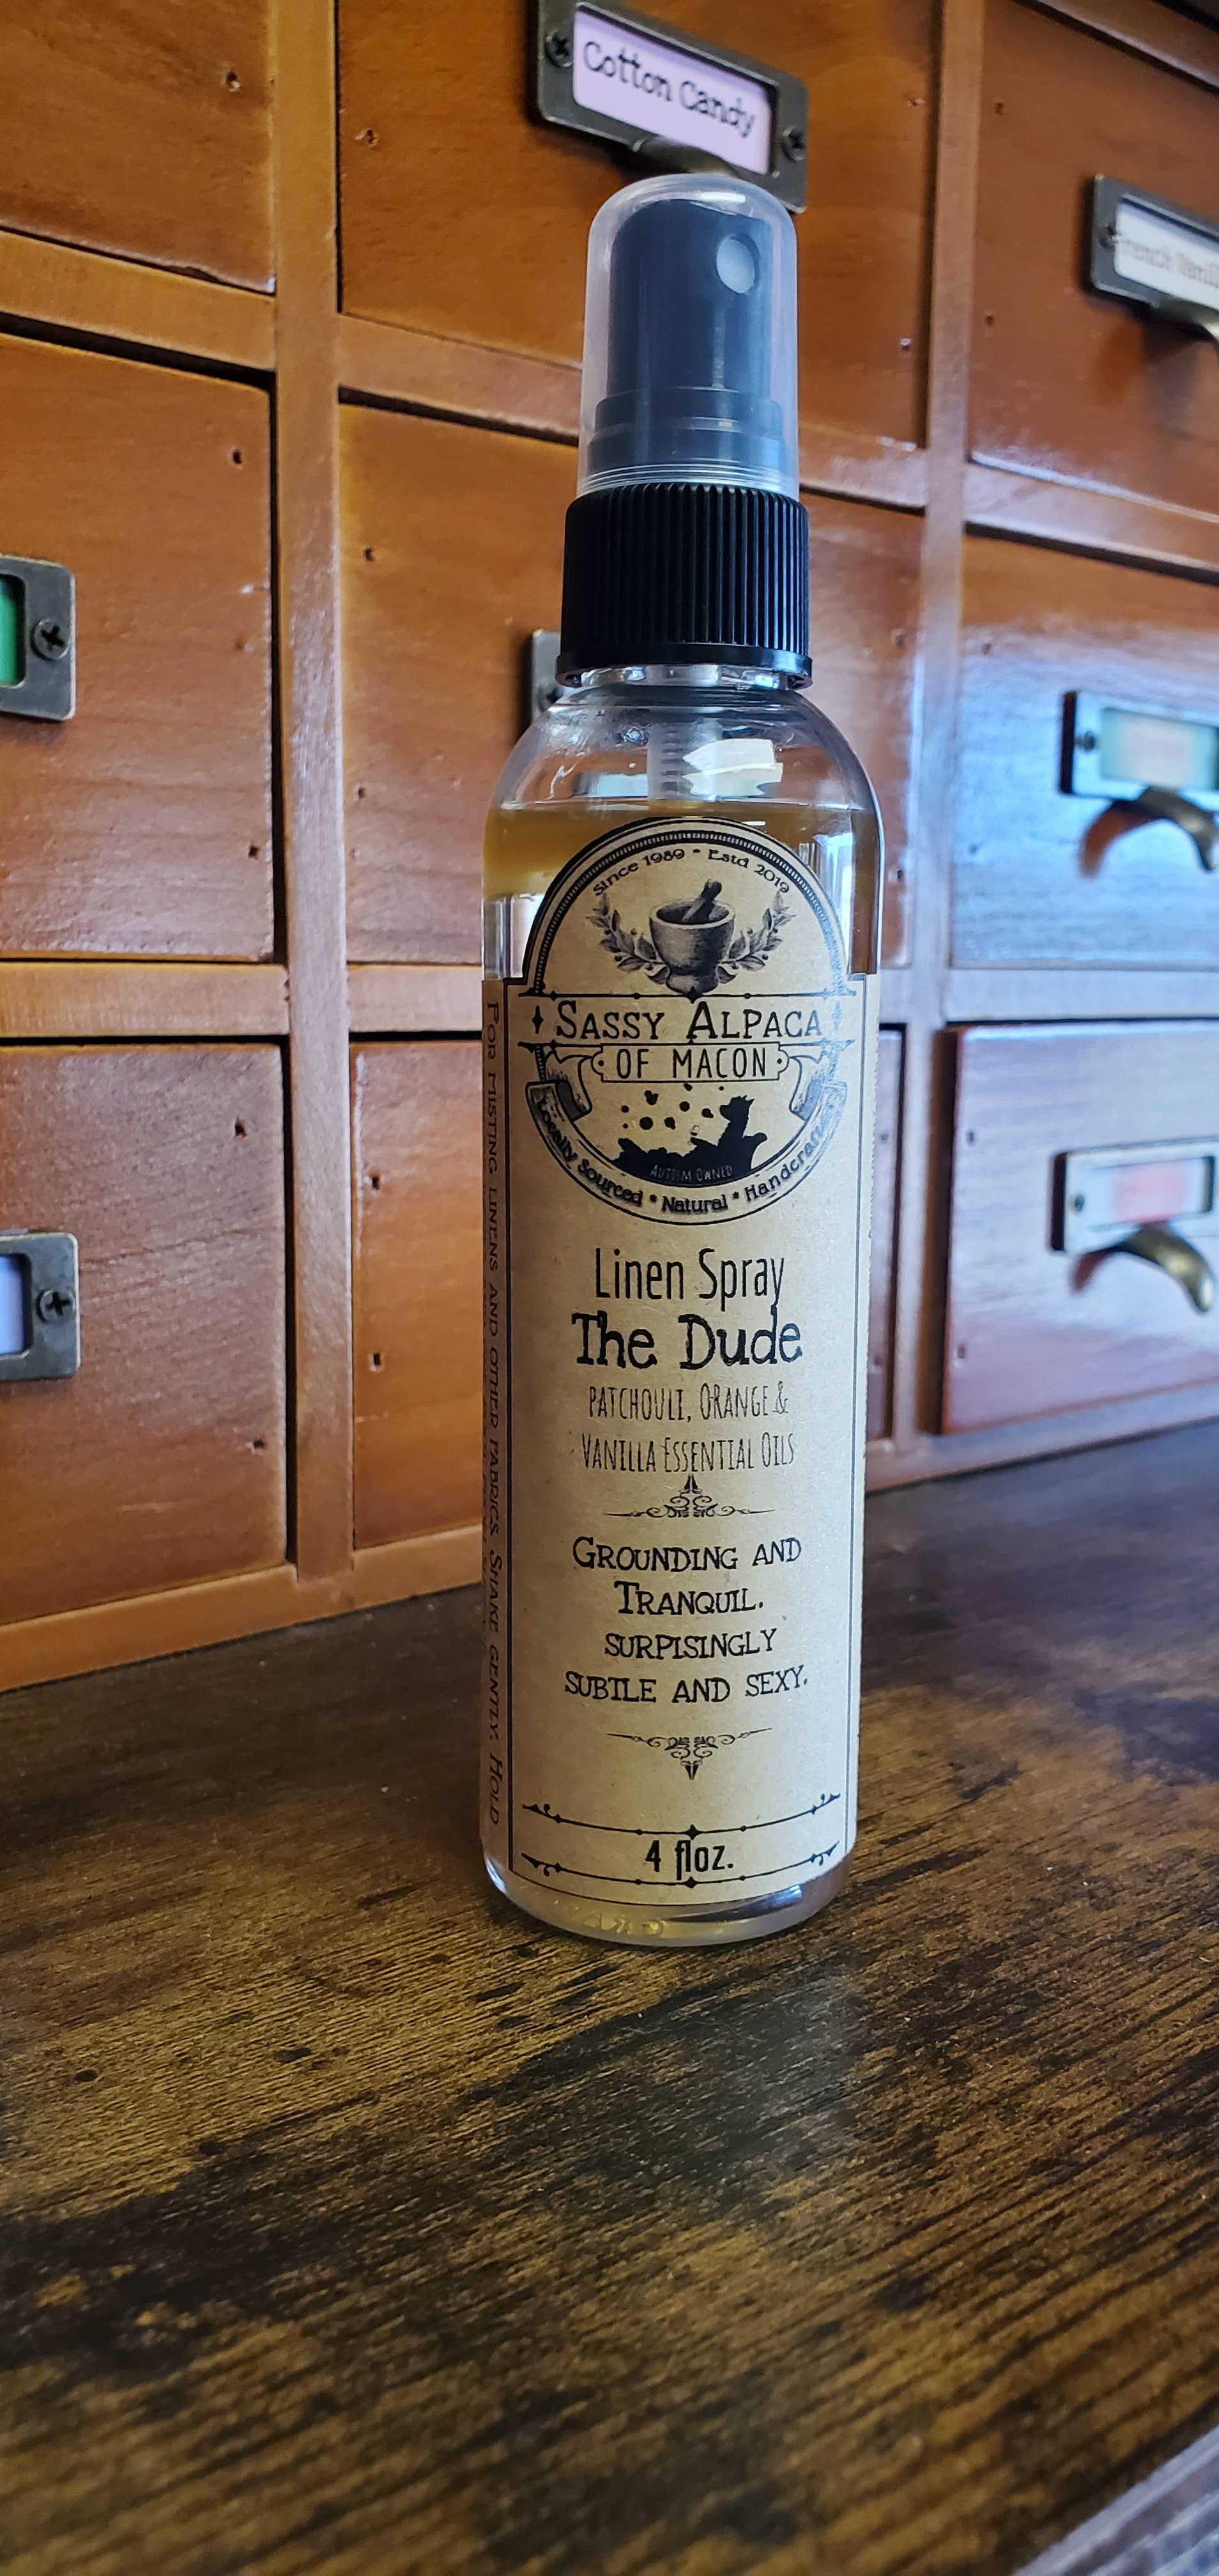 Cotton Candy
French Vanill
Since 1989 * Estd 2019
SASSY ALPACA
OF MACON
AUTISM OWNED
Locally Sourced * Natural * Handcrafted
Linen Spray
The Dude
PATCHOULI, ORANGE &
VANILLA ESSENTIAL OILS
GROUNDING AND
TRANQUIL.
SURPISINGLY
SUBTLE AND SEXY.
4 floz.
FOR MISTING LINENS AND OTHER FABRICS. SHAKE GENTLY. HOLD